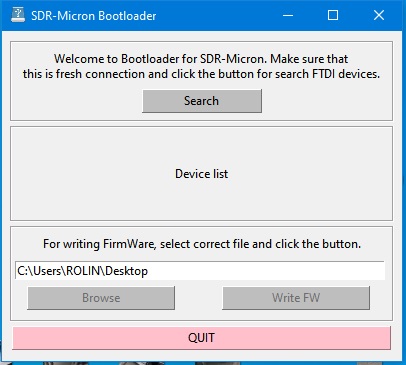 SDR-Micron Bootloader
Welcome to Bootloader for SDR-Micron. Make sure that
this is fresh connection and click the button for search FTDI devices.
Search
Device list
For writing FirmWare, select correct file and click the button.
C:\Users\ROLIN\Desktop
Browse
Write FW
QUIT